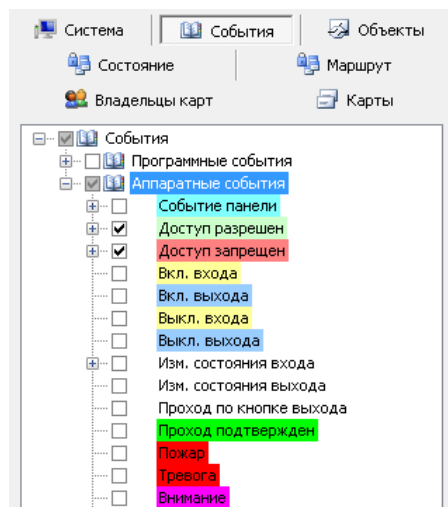 Система События Объекты
Состояние Маршрут
Владельцы карт Карты
События
Программные события
Аппаратные события
Событие панели
Доступ разрешен
Доступ запрещен
Вкл. входа
Вкл. выхода
Выкл. входа
Выкл. выхода
Изм. состояния входа
Изм. состояния выхода
Проход по кнопке выхода
Проход подтвержден
Пожар
Тревога
Внимание